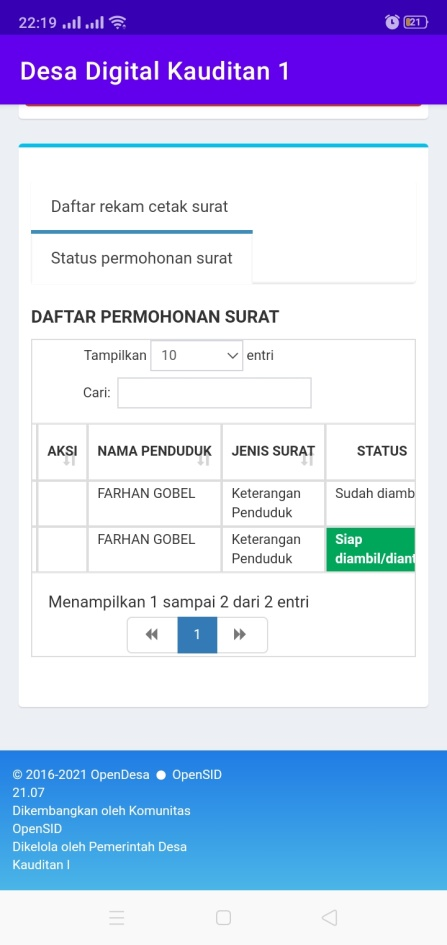 22:19
21
Desa Digital Kauditan 1
Daftar rekam cetak surat
Status permohonan surat
DAFTAR PERMOHONAN SURAT
Tampilkan 10 entri
Cari:
AKSI NAMA PENDUDUK JENIS SURAT STATUS
FARHAN GOBEL Keterangan Penduduk Sudah diamb
FARHAN GOBEL Keterangan Penduduk Siap diambil/diant
Menampilkan 1 sampai 2 dari 2 entri
1
© 2016-2021 OpenDesa ● OpenSID
21.07
Dikembangkan oleh Komunitas
OpenSID
Dikelola oleh Pemerintah Desa
Kauditan I